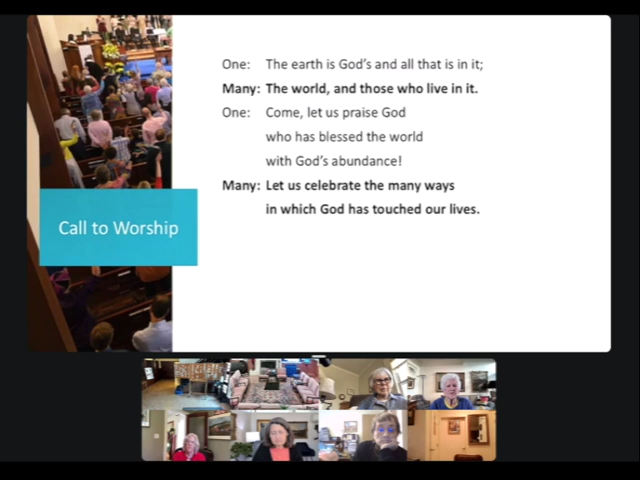 One: The earth is God's and all that is in it;
Many: The world, and those who live in it.
One: Come, let us praise God
who has blessed the world
with God's abundance!
Many: Let us celebrate the many ways
in which God has touched our lives.
Call to Worship